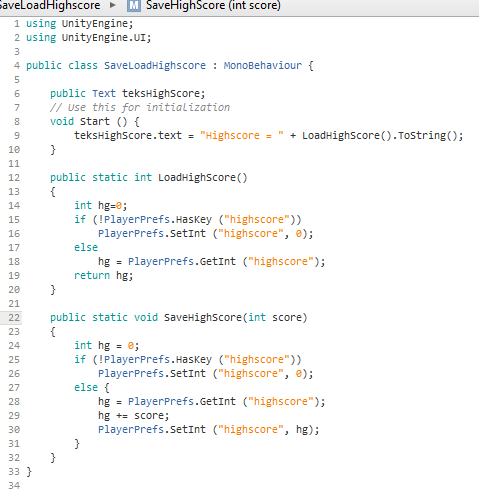 SaveLoadHighscore ▸ M SaveHighScore (int score)
1 using UnityEngine;
2 using UnityEngine.UI;
3
4 public class SaveLoadHighscore : MonoBehaviour {
5
6     public Text teksHighScore;
7     // Use this for initialization
8     void Start () {
9         teksHighScore.text = "Highscore = " + LoadHighScore().ToString();
10     }
11
12     public static int LoadHighScore()
13     {
14         int hg=0;
15         if (!PlayerPrefs.HasKey ("highscore"))
16             PlayerPrefs.SetInt ("highscore", 0);
17         else
18             hg = PlayerPrefs.GetInt ("highscore");
19         return hg;
20     }
21
22     public static void SaveHighScore(int score)
23     {
24         int hg = 0;
25         if (!PlayerPrefs.HasKey ("highscore"))
26             PlayerPrefs.SetInt ("highscore", 0);
27         else {
28             hg = PlayerPrefs.GetInt ("highscore");
29             hg += score;
30             PlayerPrefs.SetInt ("highscore", hg);
31         }
32     }
33 }
34